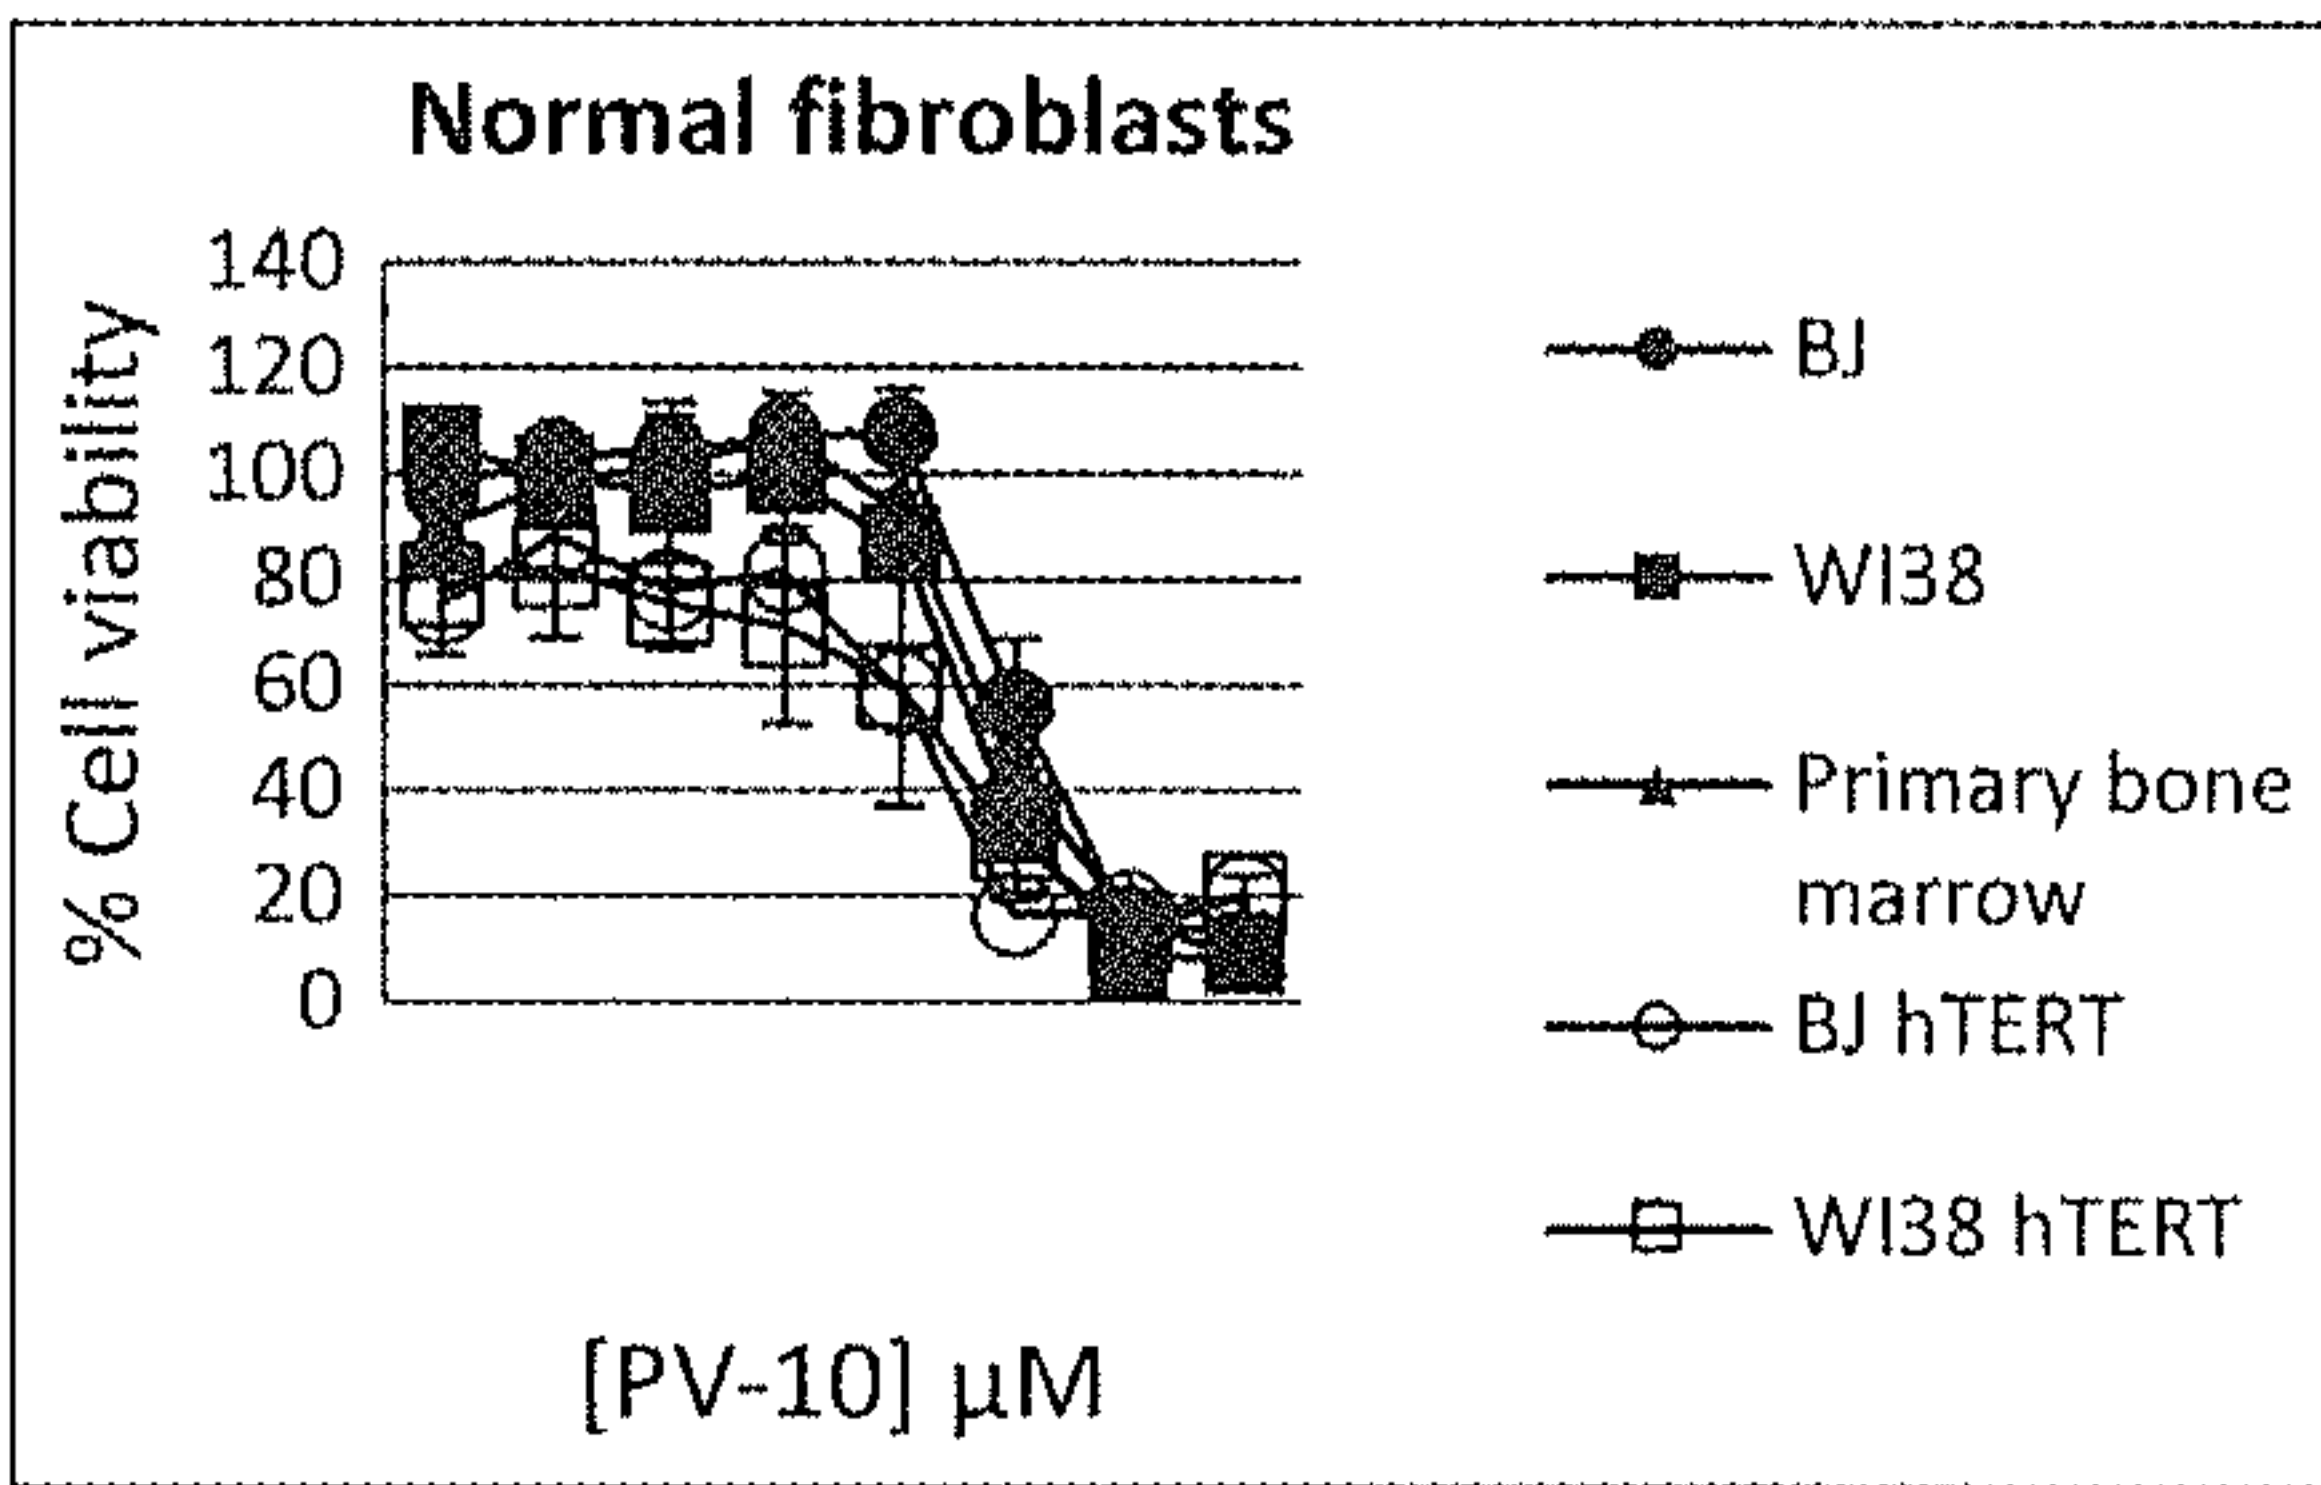 Normal fibroblasts
% Cell viability
140
120
100
80
60
40
20
0
[PV-10] µM
BJ
WI38
Primary bone
marrow
BJ hTERT
WI38 hTERT